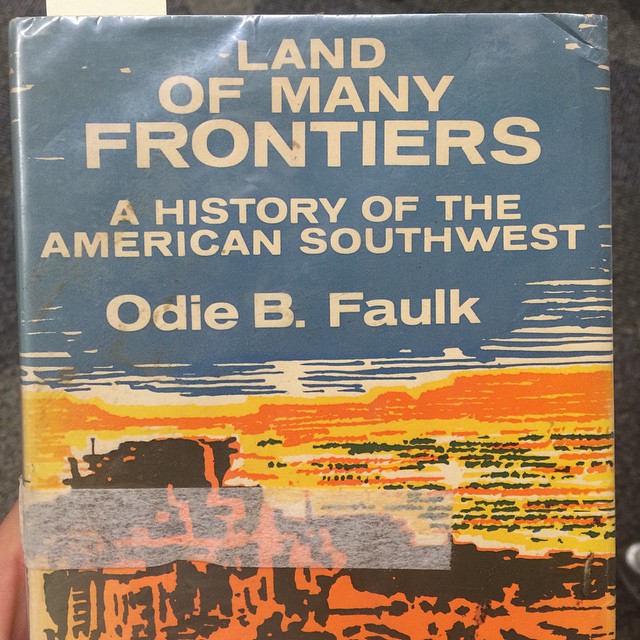 LAND
OF MANY
FRONTIERS
A HISTORY OF THE
AMERICAN SOUTHWEST
Odie B. Faulk